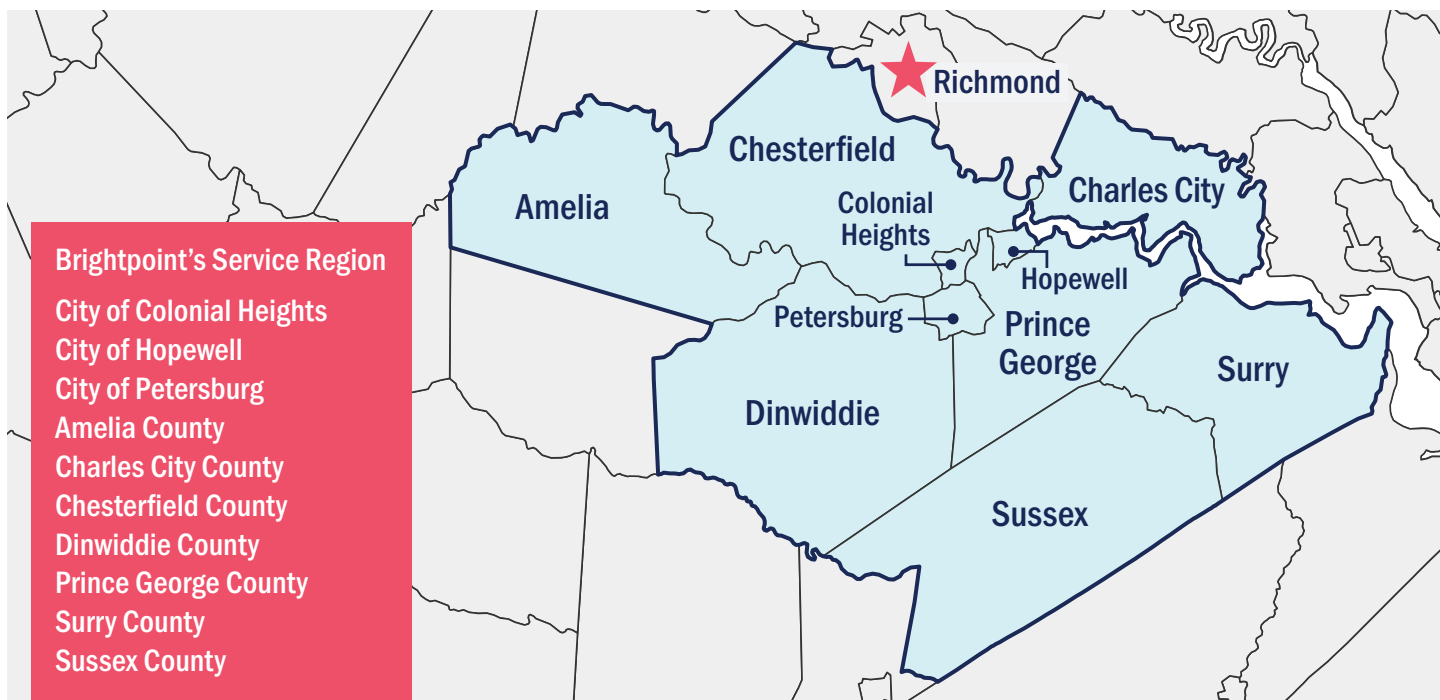 Richmond
Chesterfield
Charles City
Amelia
Colonial
Heights
Hopewell
Petersburg
Prince
George
Surry
Dinwiddie
Sussex
Brightpoint's Service Region
City of Colonial Heights
City of Hopewell
City of Petersburg
Amelia County
Charles City County
Chesterfield County
Dinwiddie County
Prince George County
Surry County
Sussex County